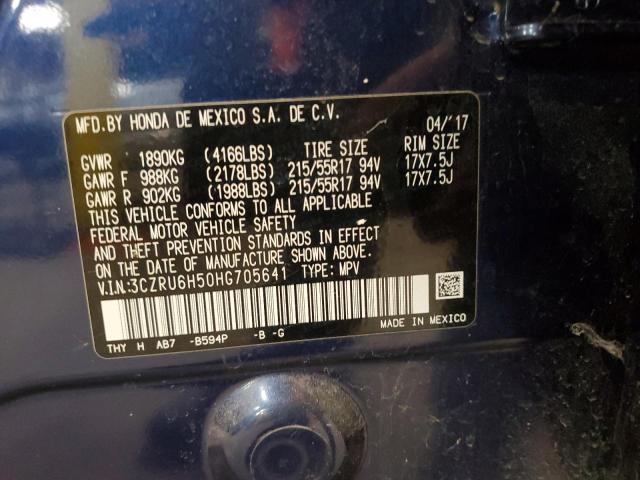 MFD.BY HONDA DE MEXICO S.A. DE C.V. 04/'17
GVWR 1890KG (4166LBS) TIRE SIZE RIM SIZE
GAWR F 988KG (2178LBS) 215/55R17 94V 17X7.5J
GAWR R 902KG (1988LBS) 215/55R17 94V 17X7.5J
THIS VEHICLE CONFORMS TO ALL APPLICABLE
FEDERAL MOTOR VEHICLE SAFETY
AND THEFT PREVENTION STANDARDS IN EFFECT
ON THE DATE OF MANUFACTURE SHOWN ABOVE.
V.I.N:3CZRU6H50HG705641 TYPE: MPV
THY H AB7 -B594P -B -G MADE IN MEXICO